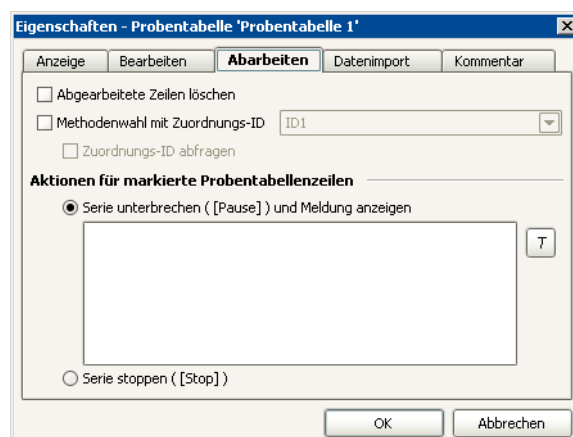 Eigenschaften - Probentabelle 'Probentabelle 1'
Anzeige Bearbeiten Abarbeiten Datenimport Kommentar
Abgearbeitete Zeilen löschen
Methodenwahl mit Zuordnungs-ID ID1
Zuordnungs-ID abfragen
Aktionen für markierte Probentabellenzeilen
Serie unterbrechen ( [Pause] ) und Meldung anzeigen
T
Serie stoppen ( [Stop] )
OK Abbrechen